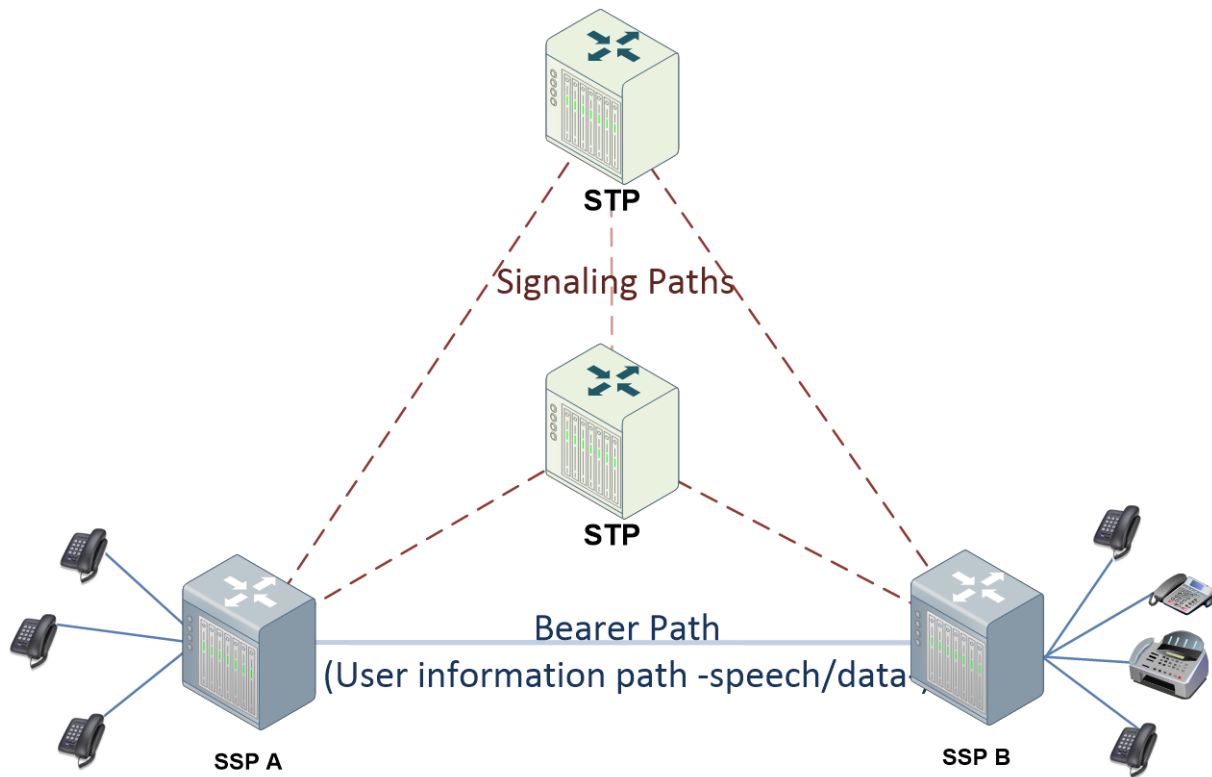 STP
Signaling Paths
STP
Bearer Path
(User information path -speech/data-)
SSP A
SSP B